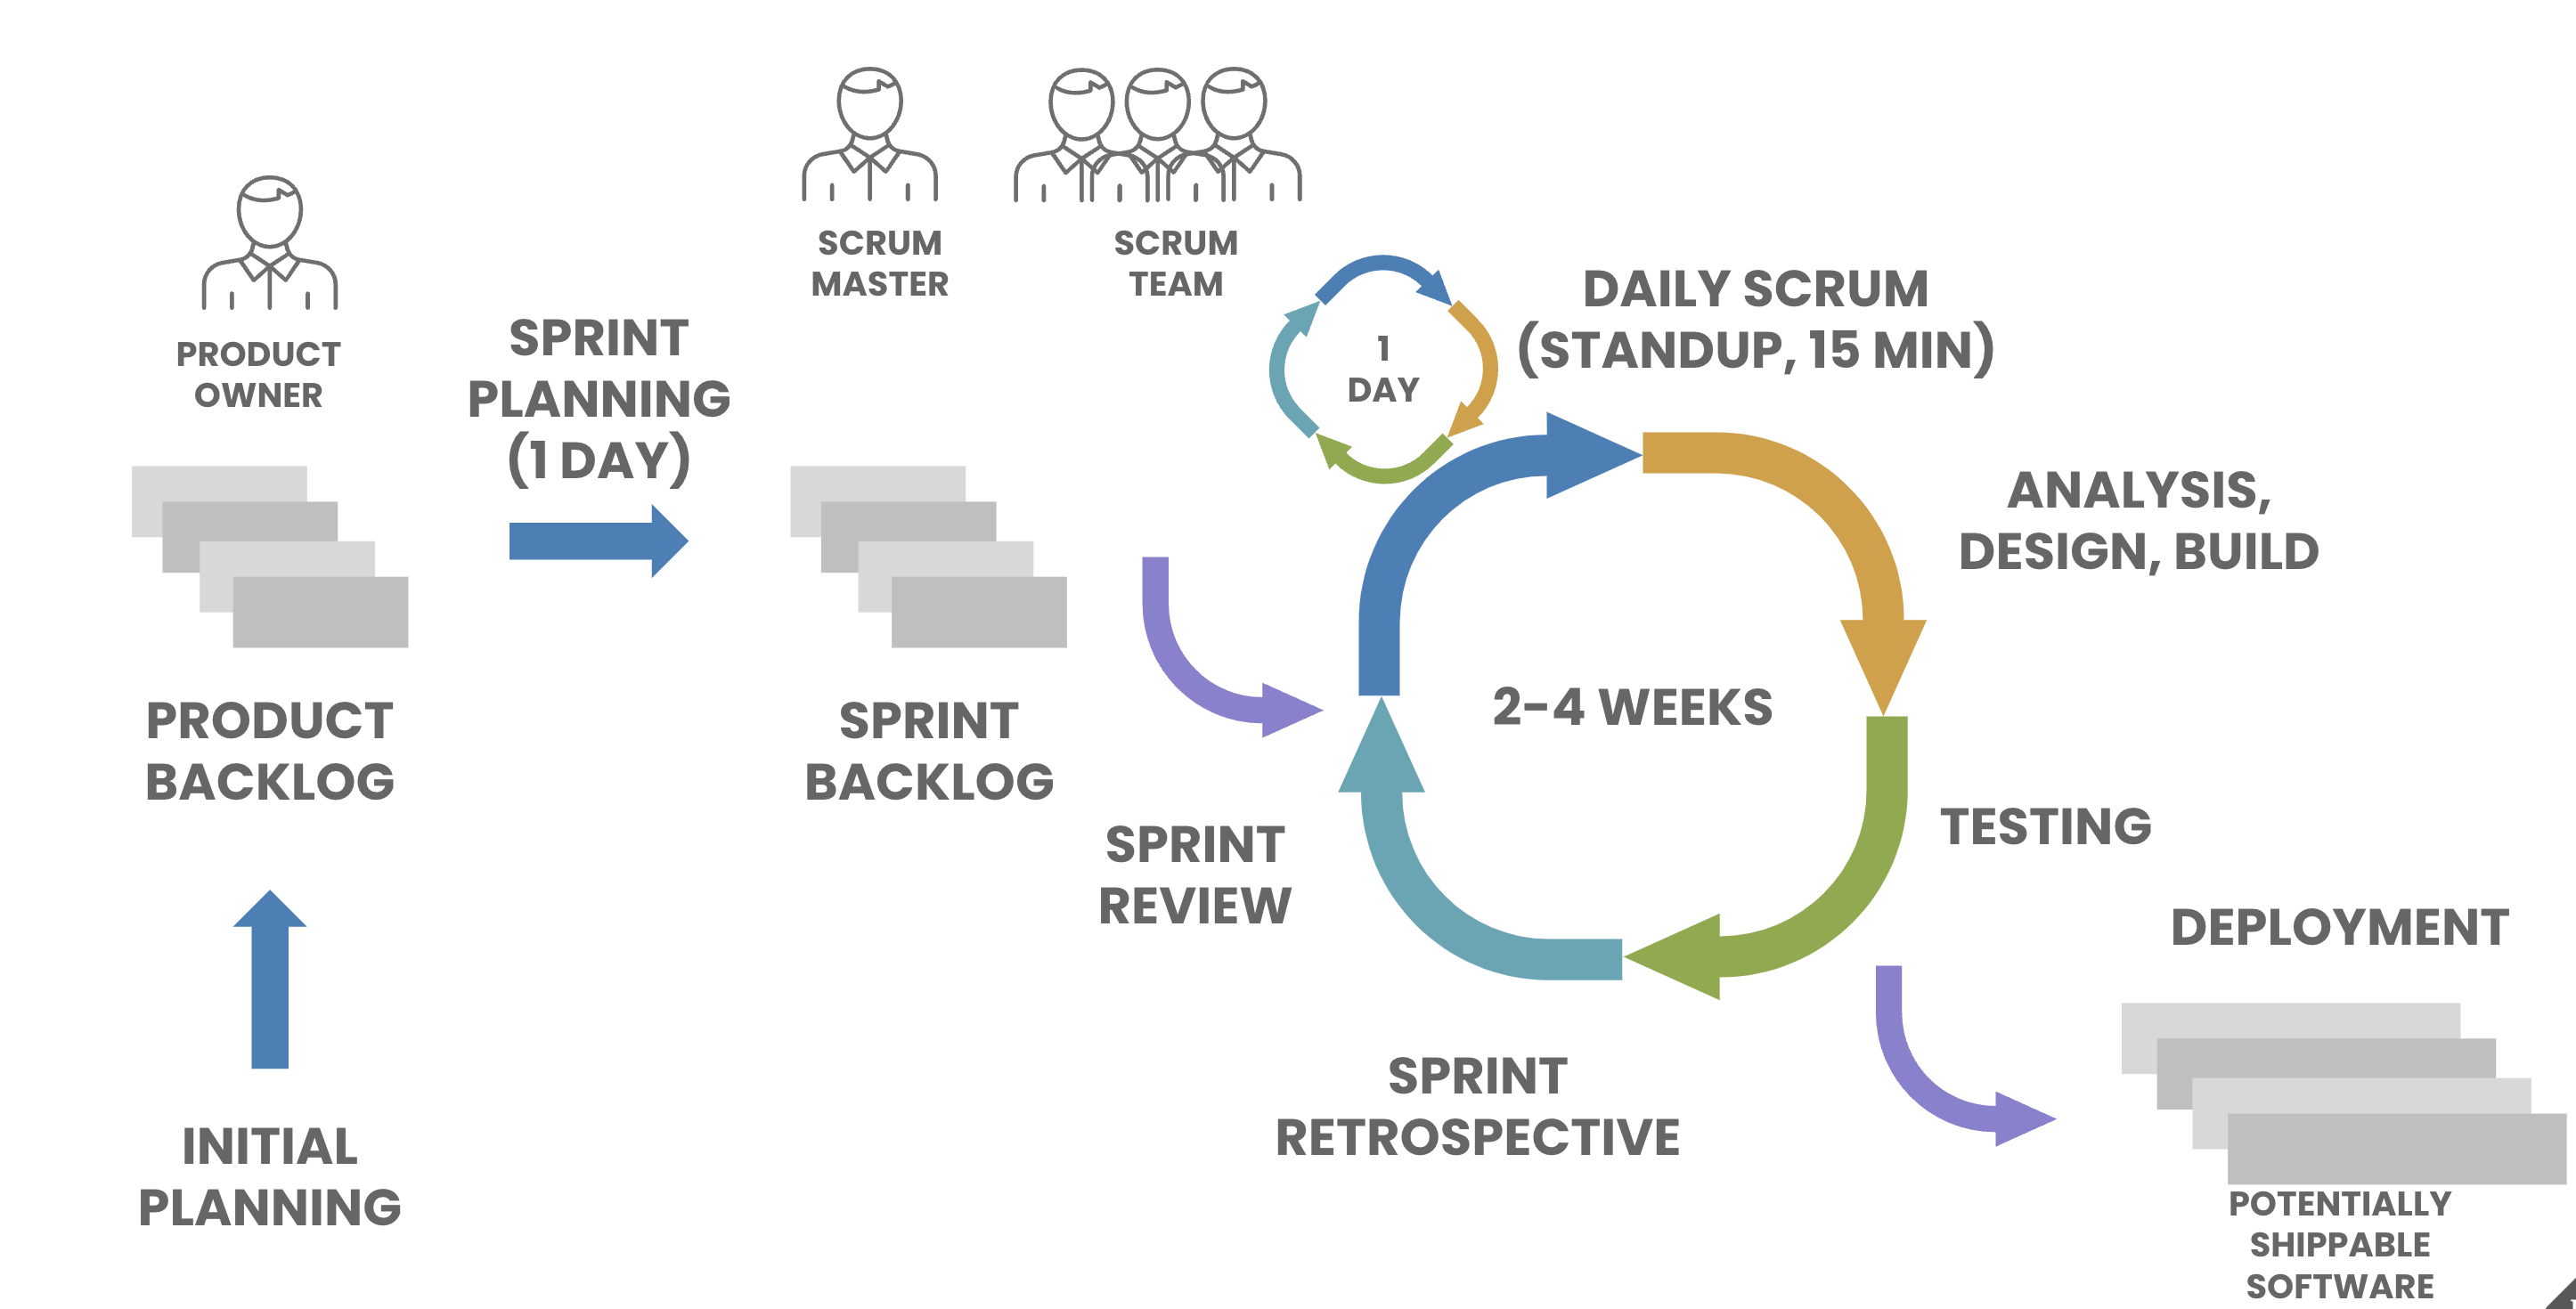 PRODUCT
OWNER
SPRINT
PLANNING
(1 DAY)
SCRUM
MASTER
SCRUM
TEAM
1
DAY
DAILY SCRUM
(STANDUP, 15 MIN)
ANALYSIS,
DESIGN, BUILD
2-4 WEEKS
PRODUCT
BACKLOG
SPRINT
BACKLOG
SPRINT
REVIEW
TESTING
DEPLOYMENT
SPRINT
RETROSPECTIVE
INITIAL
PLANNING
POTENTIALLY
SHIPPABLE
SOFTWARE